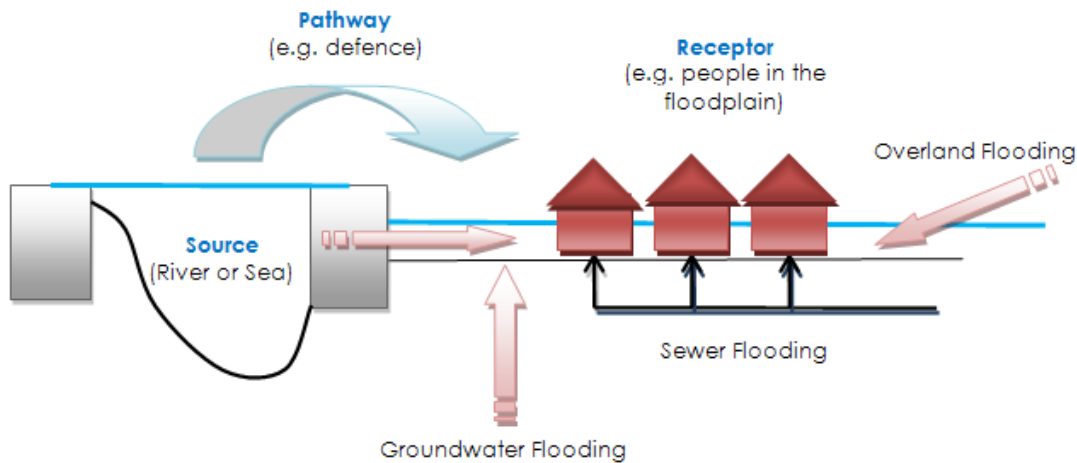 Pathway
(e.g. defence)
Receptor
(e.g. people in the
floodplain)
Overland Flooding
Source
(River or Sea)
Sewer Flooding
Groundwater Flooding